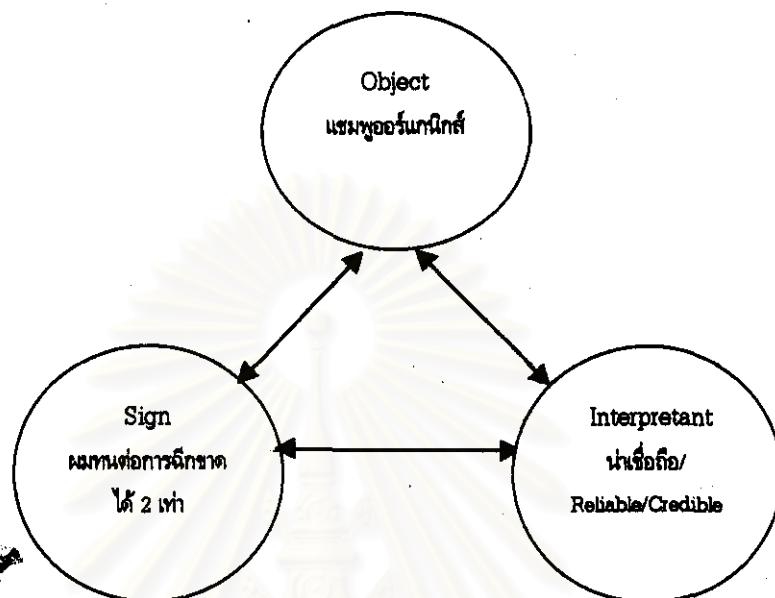 Object
แชมพูออร์แกนิกส์
Sign
ผมทนต่อการฉีกขาด
ได้ 2 เท่า
Interpretant
น่าเชื่อถือ/
Reliable/Credible